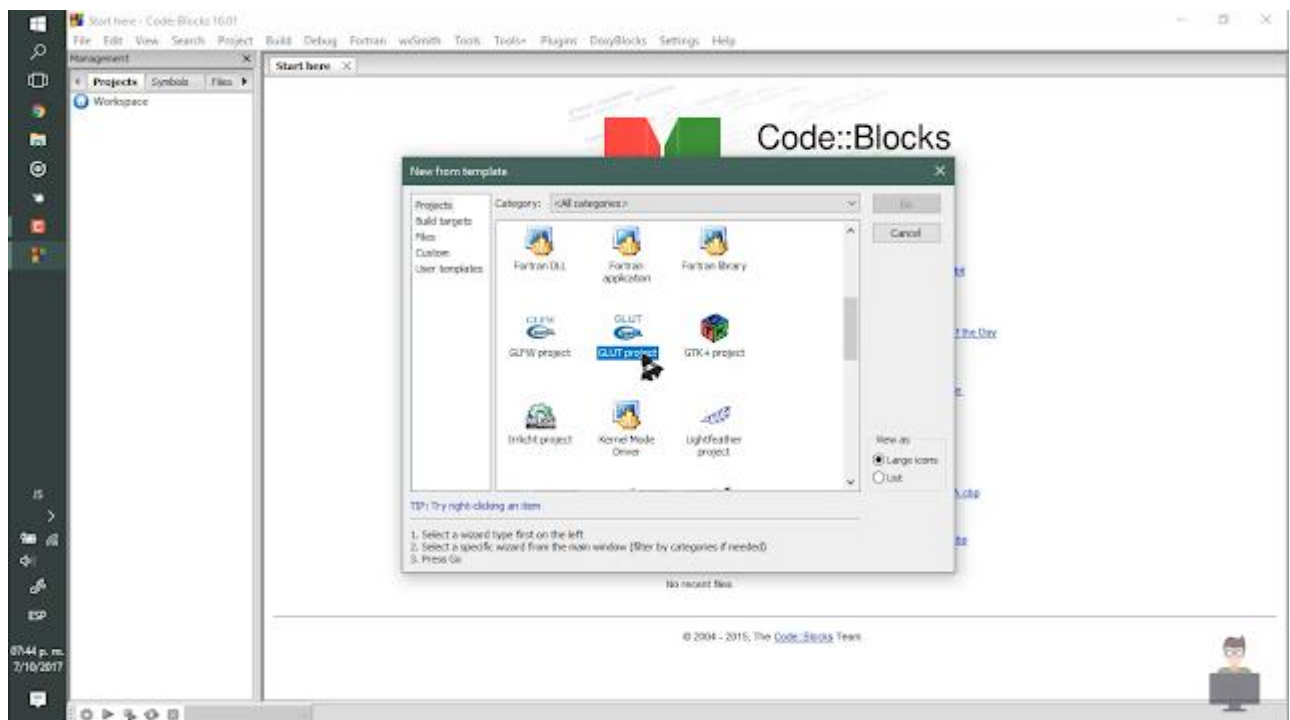 Start here - Code::Blocks 16.01
File Edit View Search Project Build Debug Fortran wxSmith Tools Tools+ Plugins DoxyBlocks Settings Help
Management
Start here
Projects Symbols Files
Workspace
Code::Blocks
New from template
Projects
Build targets
Files
Custom
User templates
Category: <All categories>
Go
Cancel
Fortran DLL
Fortran application
Fortran library
GLFW
GLUT
GLFW project
GLUT project
GTK+ project
Irrlicht project
Kernel Mode Driver
Lightfeather project
View as
Large icons
List
TIP: Try right-clicking an item
1. Select a wizard type first on the left
2. Select a specific wizard from the main window (filter by categories if needed)
3. Press Go
f the Day
No recent files
© 2004 - 2015, The Code::Blocks Team.
ESP
07:44 p. m.
7/10/2017